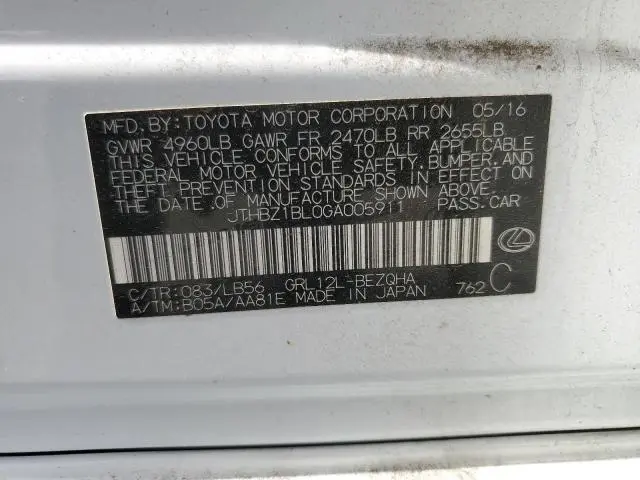 MFD. BY: TOYOTA MOTOR CORPORATION 05/16
GVWR 4960LB GAWR FR 2470LB RR 2655LB
THIS VEHICLE CONFORMS TO ALL APPLICABLE
FEDERAL MOTOR VEHICLE SAFETY, BUMPER, AND
THEFT PREVENTION STANDARDS IN EFFECT ON
THE DATE OF MANUFACTURE SHOWN ABOVE.
JTHBZ1BL0GA005911 PASS. CAR
C/TR: 083/LB56 GRL12L-BEZQHA
A/TM: B05A/AA81E MADE IN JAPAN 762 C